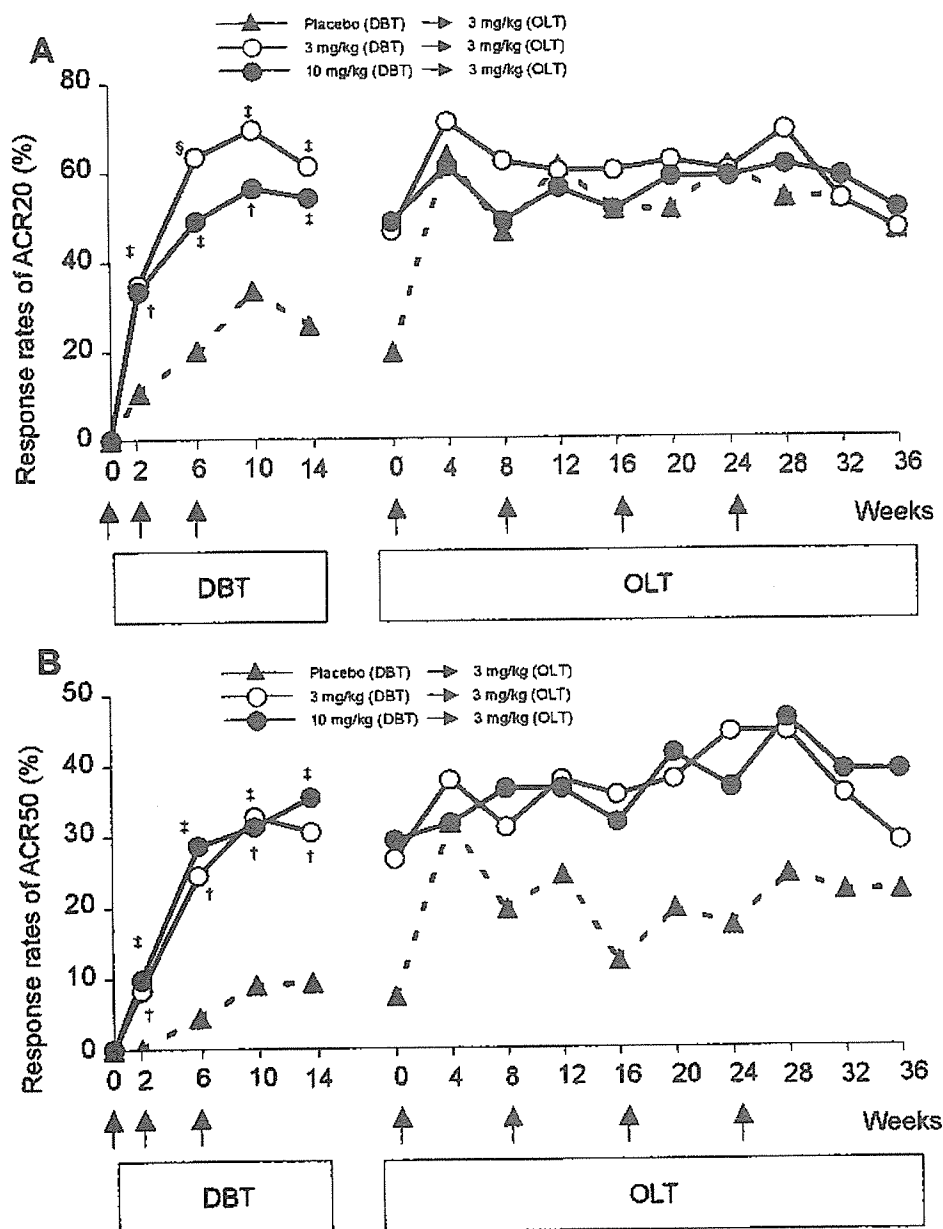 A
Placebo (DBT) 3 mg/kg (OLT)
3 mg/kg (DBT) 3 mg/kg (OLT)
10 mg/kg (DBT) 3 mg/kg (OLT)
Response rates of ACR20 (%)
80
60
40
20
0
§ ‡ ‡
‡ ‡ † ‡
†
0 2 6 10 14 0 4 8 12 16 20 24 28 32 36
Weeks
DBT OLT
B
Placebo (DBT) 3 mg/kg (OLT)
3 mg/kg (DBT) 3 mg/kg (OLT)
10 mg/kg (DBT) 3 mg/kg (OLT)
Response rates of ACR50 (%)
50
40
30
20
10
0
‡ ‡ ‡
‡ † † †
†
0 2 6 10 14 0 4 8 12 16 20 24 28 32 36
Weeks
DBT OLT